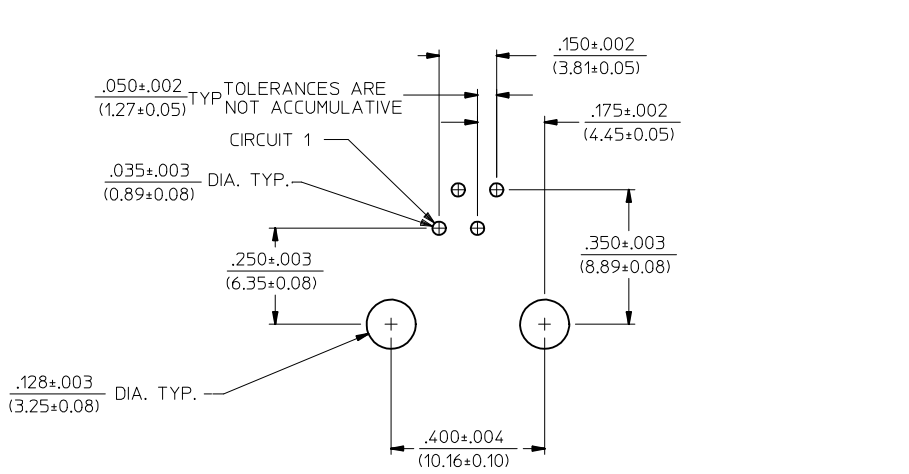 .150±.002
(3.81±0.05)
.050±.002
(1.27±0.05)
TYP
TOLERANCES ARE
NOT ACCUMULATIVE
.175±.002
(4.45±0.05)
CIRCUIT 1
.035±.003
(0.89±0.08)
DIA. TYP.
.250±.003
(6.35±0.08)
.350±.003
(8.89±0.08)
.128±.003
(3.25±0.08)
DIA. TYP.
.400±.004
(10.16±0.10)